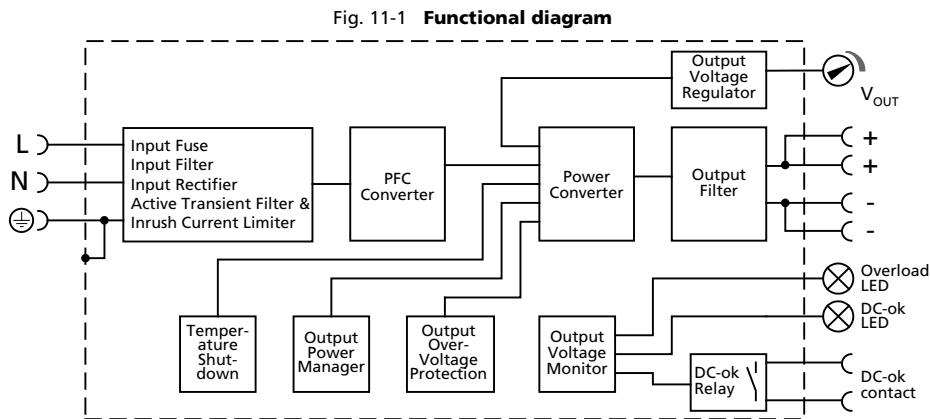 Fig. 11-1 Functional diagram
Output
Voltage
Regulator
V_OUT
L
N
Input Fuse
Input Filter
Input Rectifier
Active Transient Filter &
Inrush Current Limiter
PFC
Converter
Power
Converter
Output
Filter
+
+
-
-
Overload
LED
DC-ok
LED
Temper-
ature
Shut-
down
Output
Power
Manager
Output
Over-
Voltage
Protection
Output
Voltage
Monitor
DC-ok
Relay
DC-ok
contact